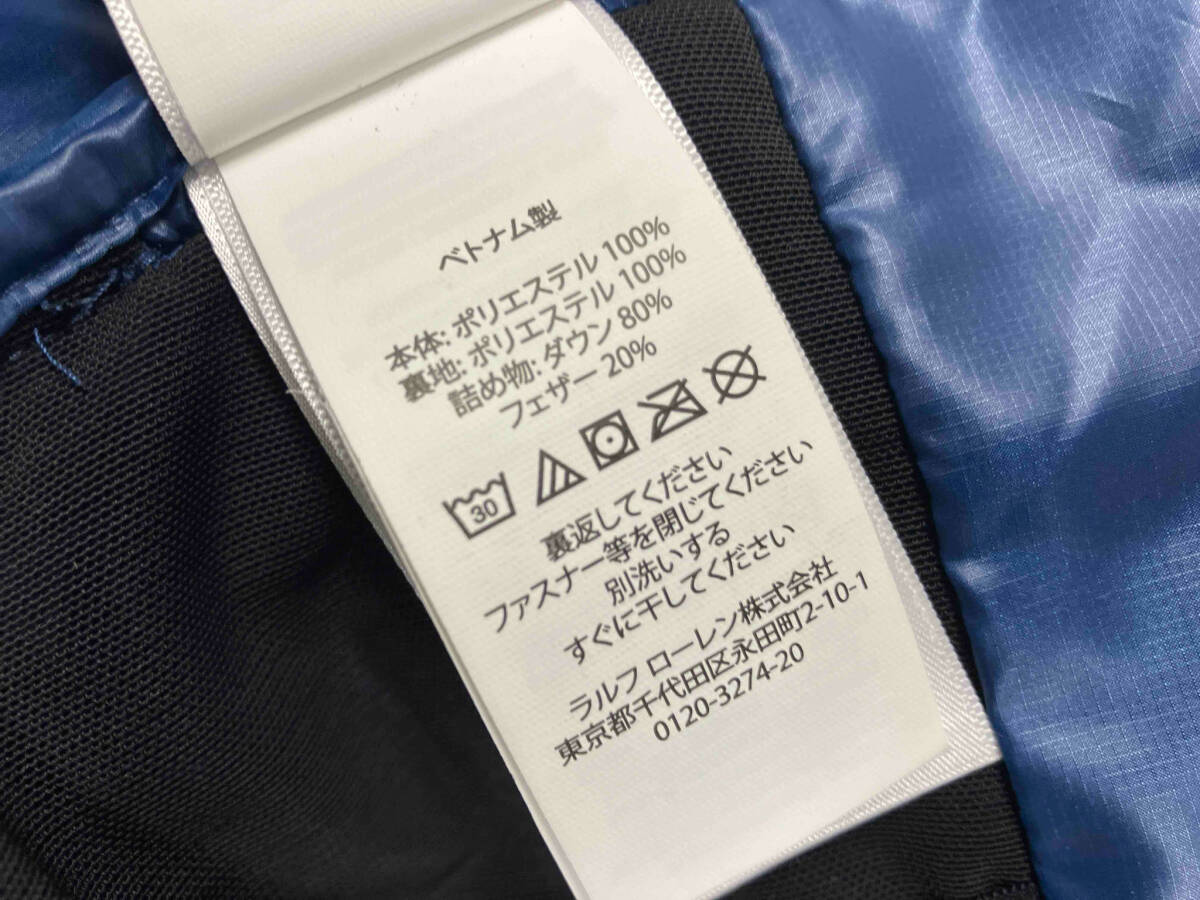 ベトナム製
本体: ポリエステル 100%
裏地: ポリエステル 100%
詰め物: ダウン 80%
フェザー 20%
30
裏返してください
ファスナー等を閉じてください
別洗いする
すぐに干してください
ラルフ ローレン株式会社
東京都千代田区永田町2-10-1
0120-3274-20